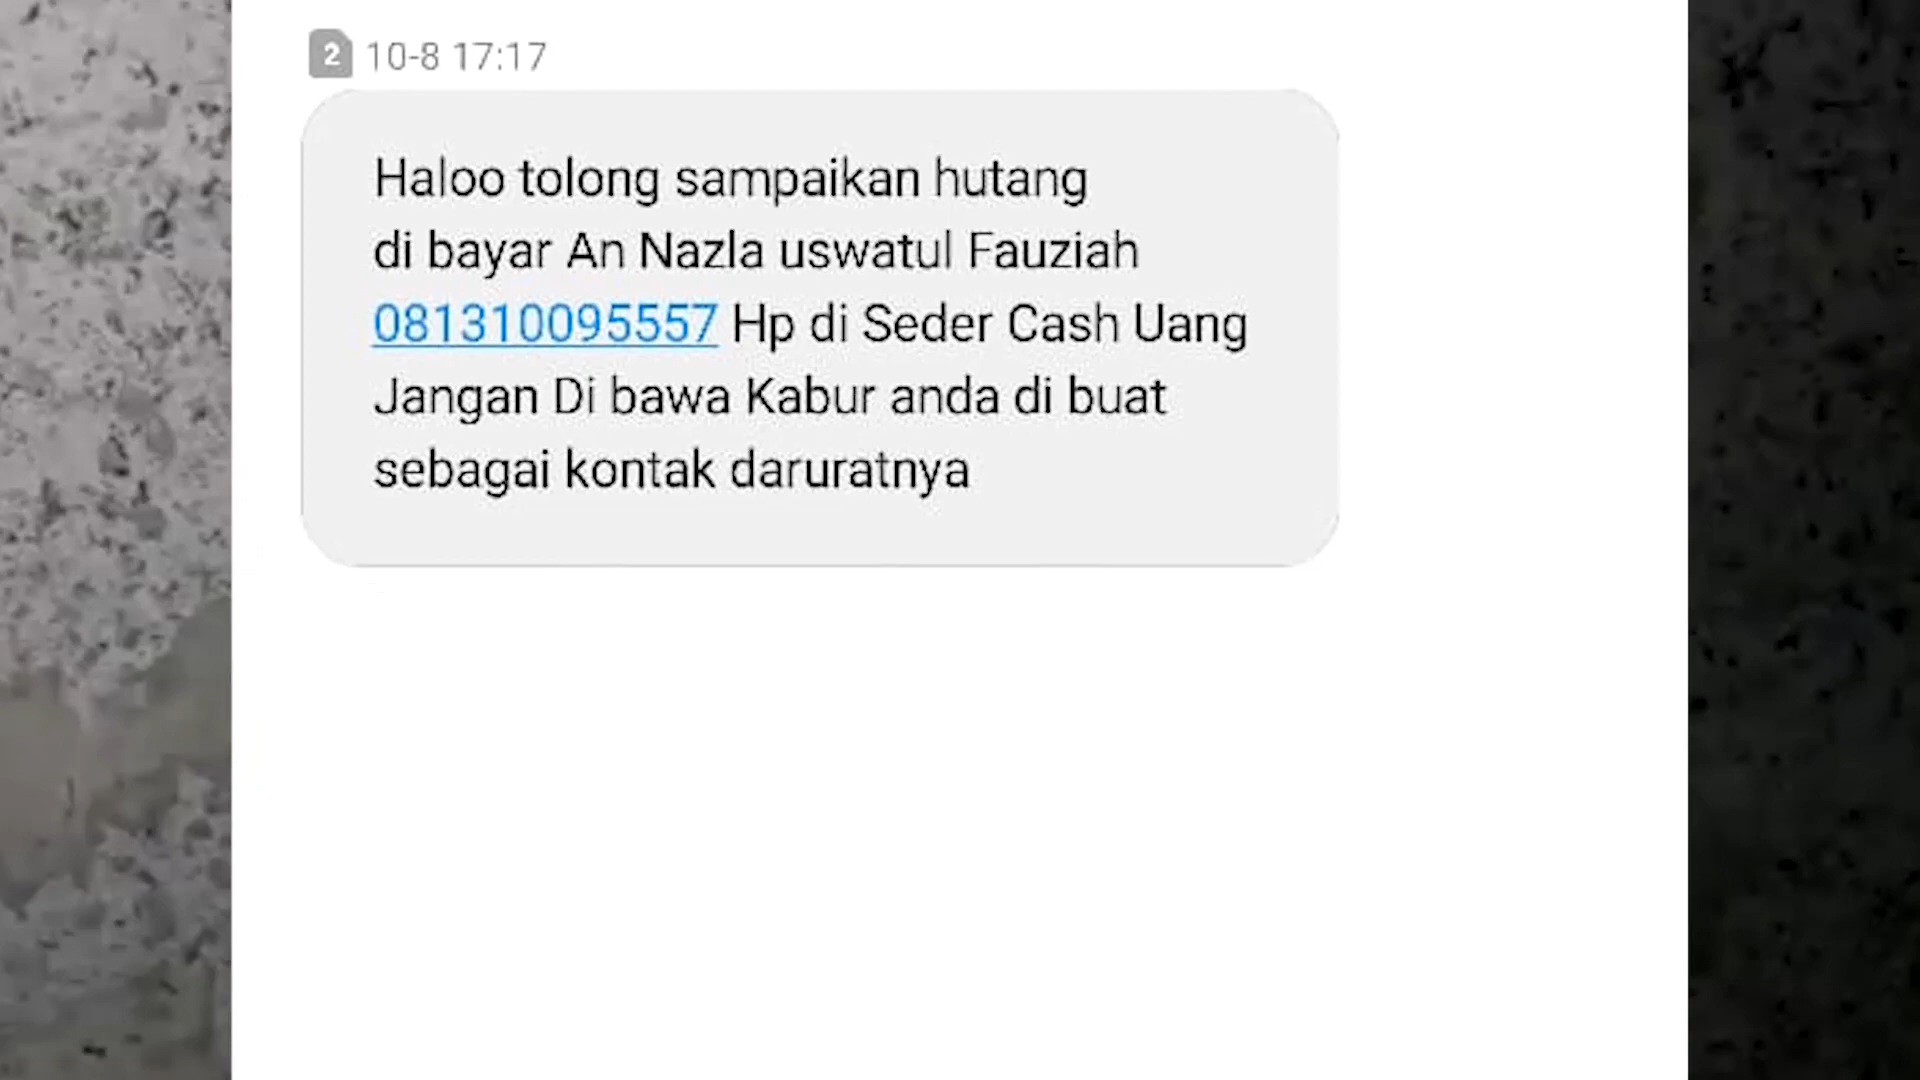 2 10-8 17:17
Haloo tolong sampaikan hutang
di bayar An Nazla uswatul Fauziah
081310095557 Hp di Seder Cash Uang
Jangan Di bawa Kabur anda di buat
sebagai kontak daruratnya